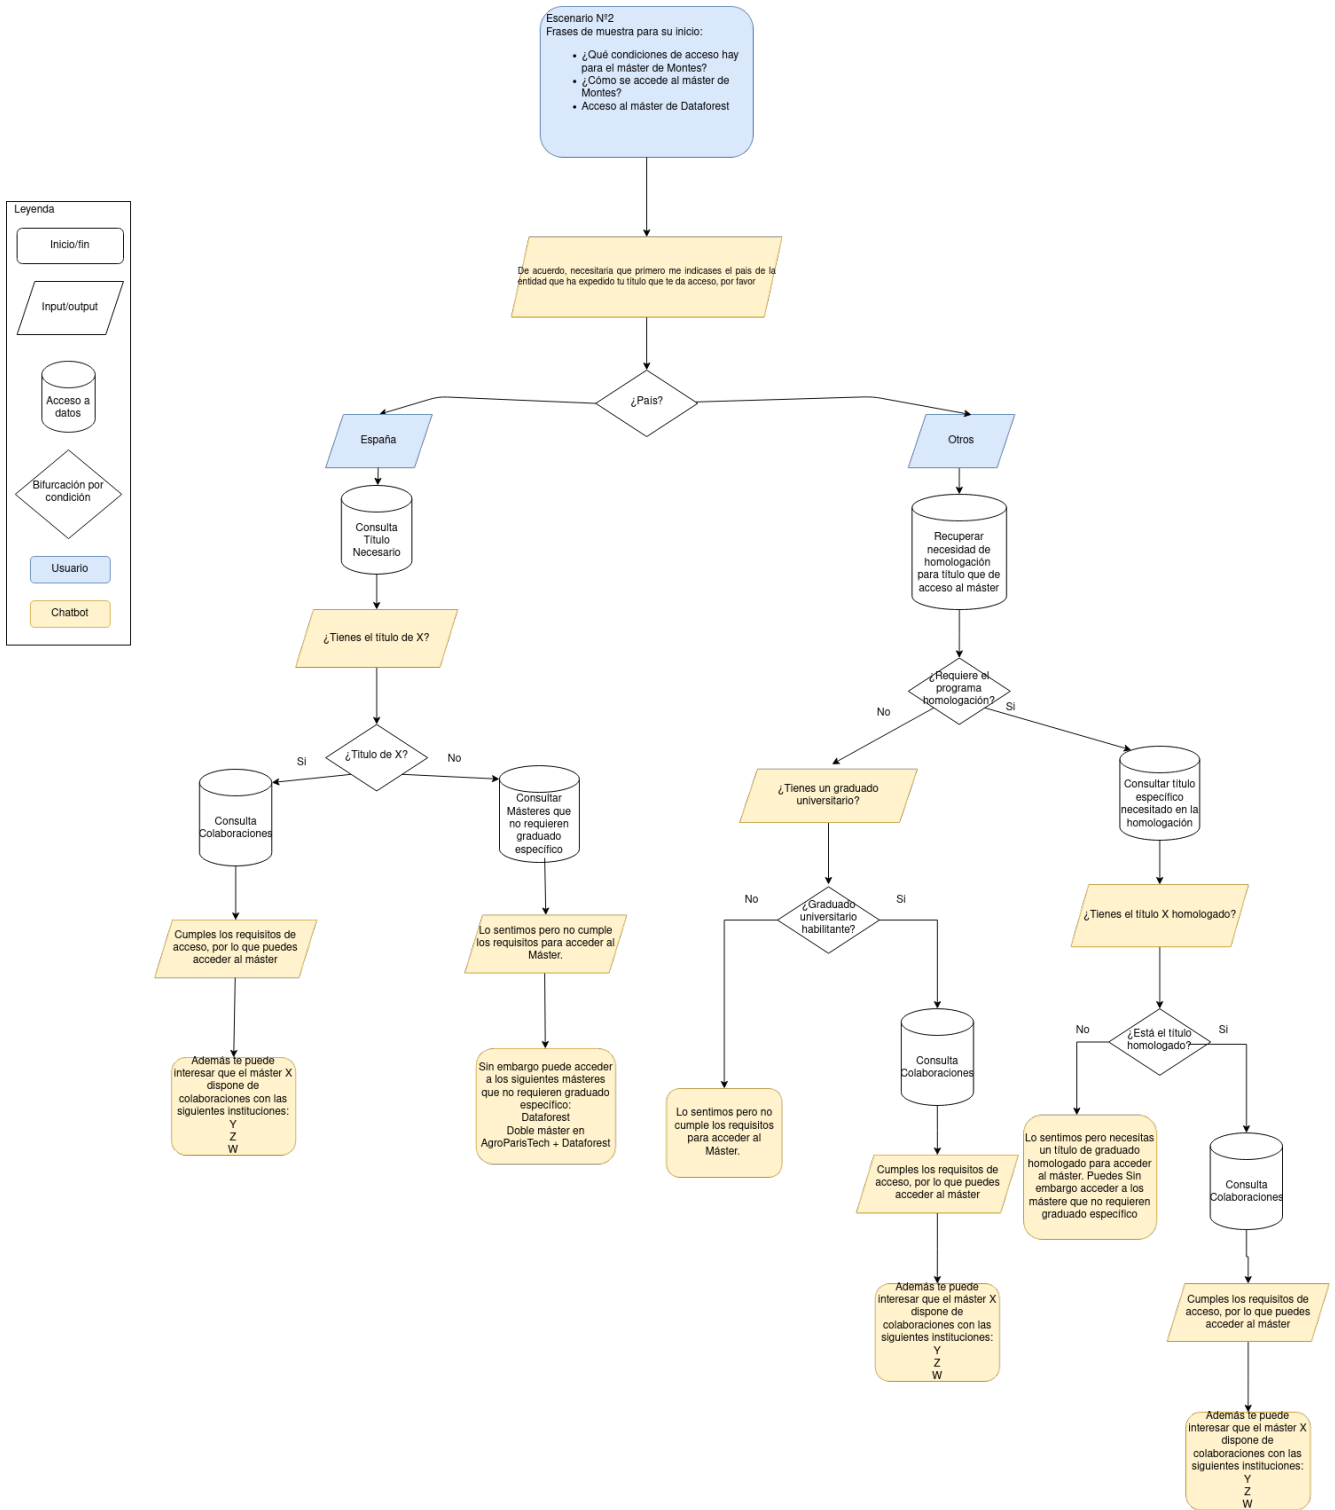 Escenario Nº2
Frases de muestra para su inicio:
¿Qué condiciones de acceso hay
para el máster de Montes?
¿Cómo se accede al máster de
Montes?
Acceso al máster de Dataforest
Leyenda
Inicio/fin
Input/output
Acceso a
datos
Bifurcación por
condición
Usuario
Chatbot
De acuerdo, necesitaria que primero me indicases el pais de la
entidad que ha expedido tu título que te da acceso, por favor
¿País?
España
Otros
Consulta
Título
Necesario
Recuperar
necesidad de
homologación
para título que de
acceso al máster
¿Tienes el título de X?
¿Requiere el
programa
homologación?
No
Si
¿Titulo de X?
Si
No
Consulta
Colaboraciones
Consultar
Másteres que
no requieren
graduado
específico
¿Tienes un graduado
universitario?
Consultar título
específico
necesitado en la
homologación
¿Graduado
universitario
habilitante?
No
Si
¿Tienes el título X homologado?
Cumples los requisitos de
acceso, por lo que puedes
acceder al máster
Lo sentimos pero no cumple
los requisitos para acceder al
Máster.
¿Está el título
homologado?
No
Si
Además te puede
interesar que el máster X
dispone de
colaboraciones con las
siguientes instituciones:
Y
Z
W
Sin embargo puede acceder
a los siguientes másteres
que no requieren graduado
específico:
Dataforest
Doble máster en
AgroParisTech + Dataforest
Consulta
Colaboraciones
Lo sentimos pero no
cumple los requisitos
para acceder al
Máster.
Cumples los requisitos de
acceso, por lo que puedes
acceder al máster
Lo sentimos pero necesitas
un título de graduado
homologado para acceder
al máster. Puedes Sin
embargo acceder a los
mástere que no requieren
graduado específico
Consulta
Colaboraciones
Además te puede
interesar que el máster X
dispone de
colaboraciones con las
siguientes instituciones:
Y
Z
W
Cumples los requisitos de
acceso, por lo que puedes
acceder al máster
Además te puede
interesar que el máster X
dispone de
colaboraciones con las
siguientes instituciones:
Y
Z
W